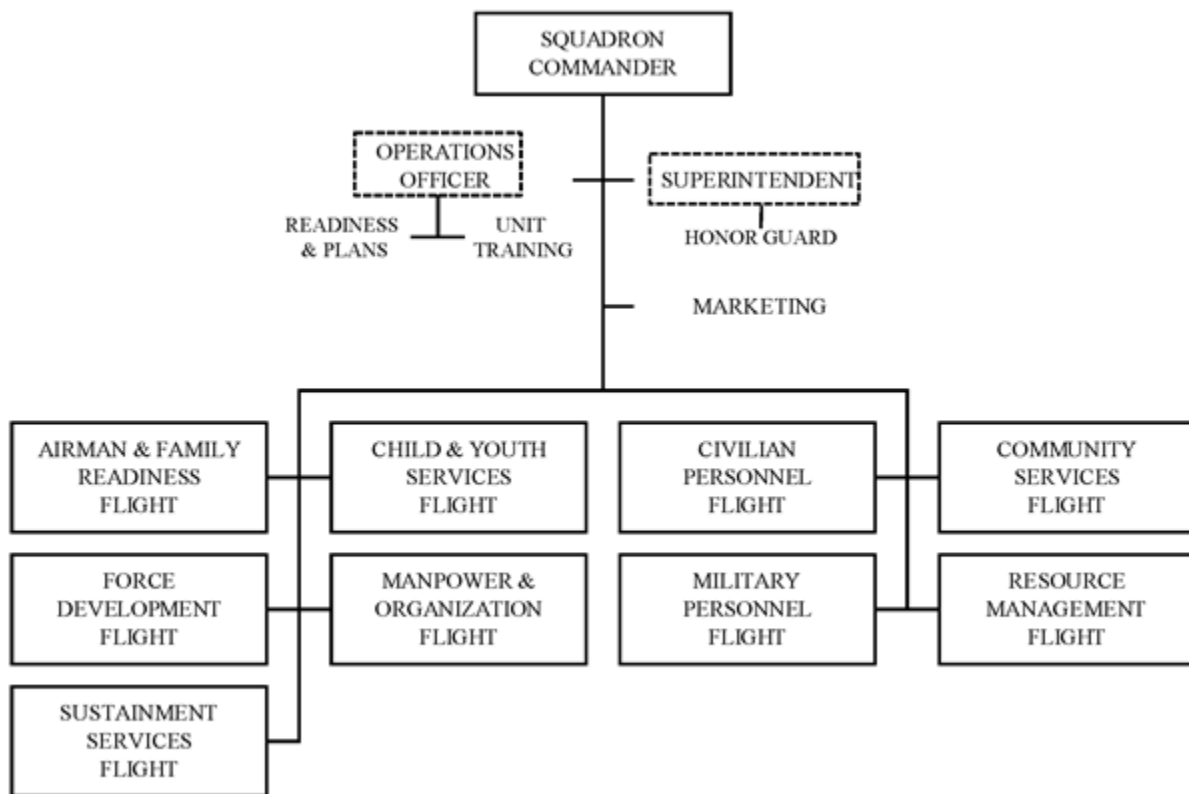 SQUADRON
COMMANDER
OPERATIONS
OFFICER
SUPERINTENDENT
READINESS
& PLANS
UNIT
TRAINING
HONOR GUARD
MARKETING
AIRMAN & FAMILY
READINESS
FLIGHT
CHILD & YOUTH
SERVICES
FLIGHT
CIVILIAN
PERSONNEL
FLIGHT
COMMUNITY
SERVICES
FLIGHT
FORCE
DEVELOPMENT
FLIGHT
MANPOWER &
ORGANIZATION
FLIGHT
MILITARY
PERSONNEL
FLIGHT
RESOURCE
MANAGEMENT
FLIGHT
SUSTAINMENT
SERVICES
FLIGHT